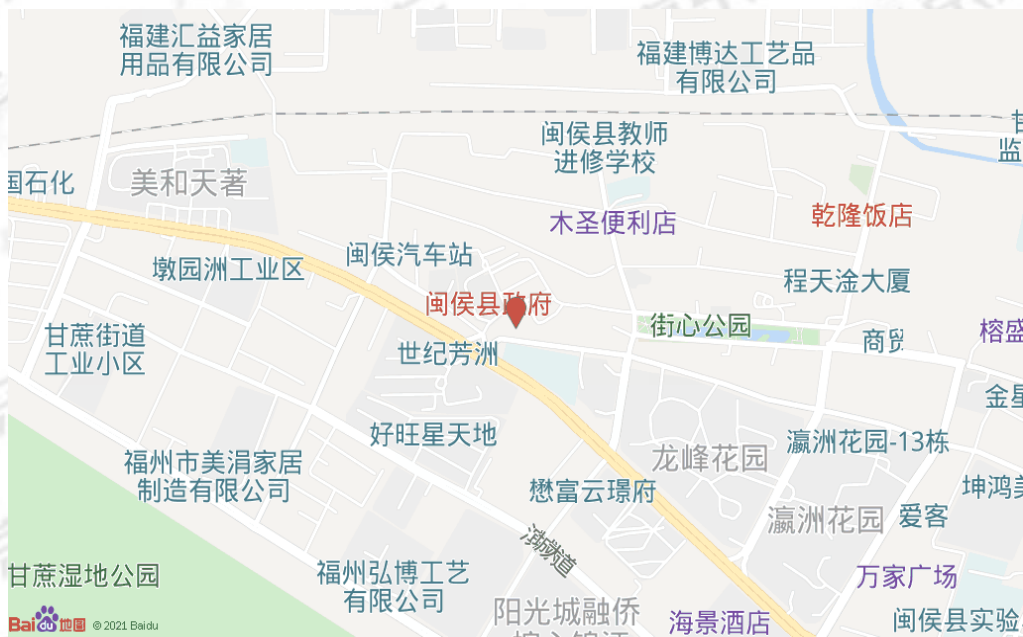 福建汇益家居
用品有限公司
福建博达工艺品
有限公司
闽侯县教师
进修学校
监
国石化
美和天著
木圣便利店
乾隆饭店
闽侯汽车站
墩园洲工业区
程天淦大厦
闽侯县政府
甘蔗街道
工业小区
街心公园
商贸
榕盛
世纪芳洲
金星
好旺星天地
瀛洲花园-13栋
龙峰花园
福州市美涓家居
制造有限公司
懋富云璟府
坤鸿美
瀛洲花园
爱客
甘蔗湿地公园
福州弘博工艺
有限公司
万家广场
阳光城融侨
海景酒店
闽侯县实验
Bai du 地图 © 2021 Baidu